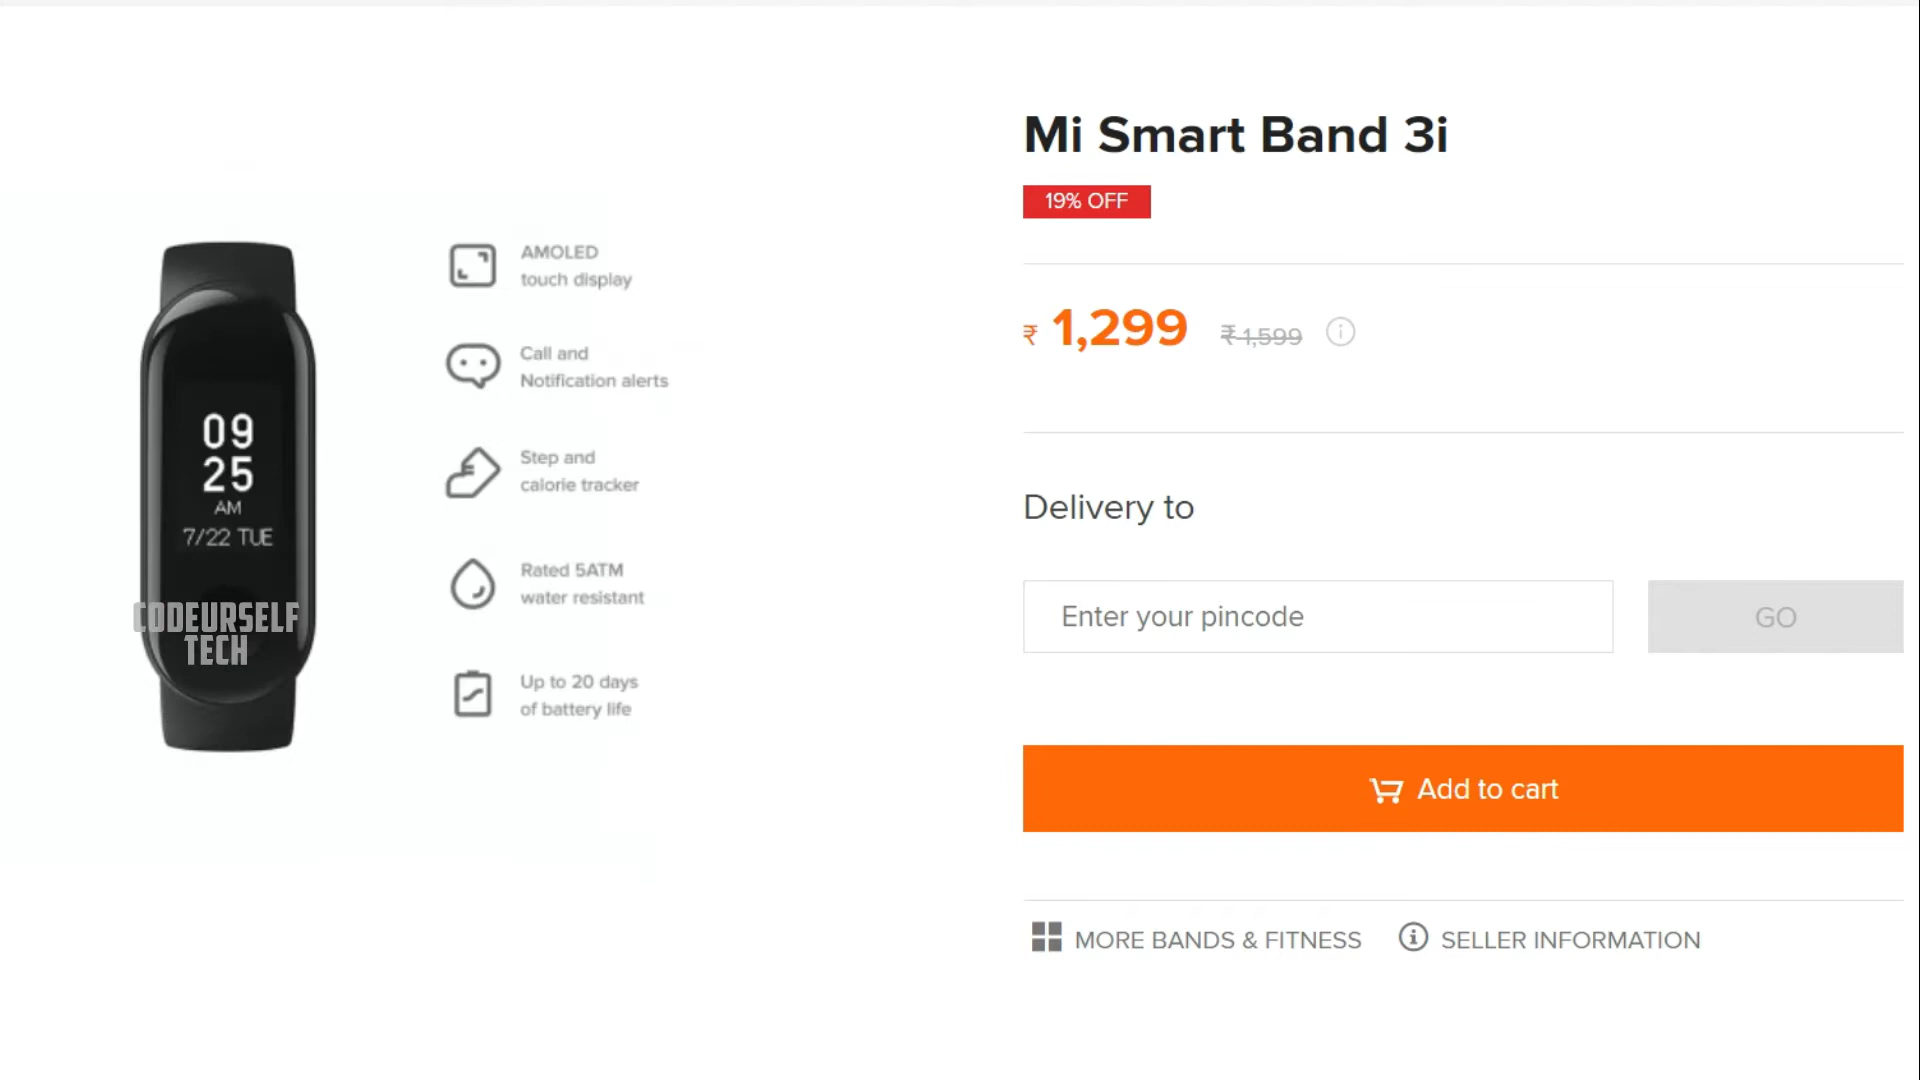 Mi Smart Band 3i
19% OFF
₹ 1,299 ₹ 1,599
Delivery to
Enter your pincode
GO
Add to cart
MORE BANDS & FITNESS
SELLER INFORMATION
AMOLED
touch display
Call and
Notification alerts
Step and
calorie tracker
Rated 5ATM
water resistant
Up to 20 days
of battery life
09
25
AM
7/22 TUE
CODEURSELF
TECH